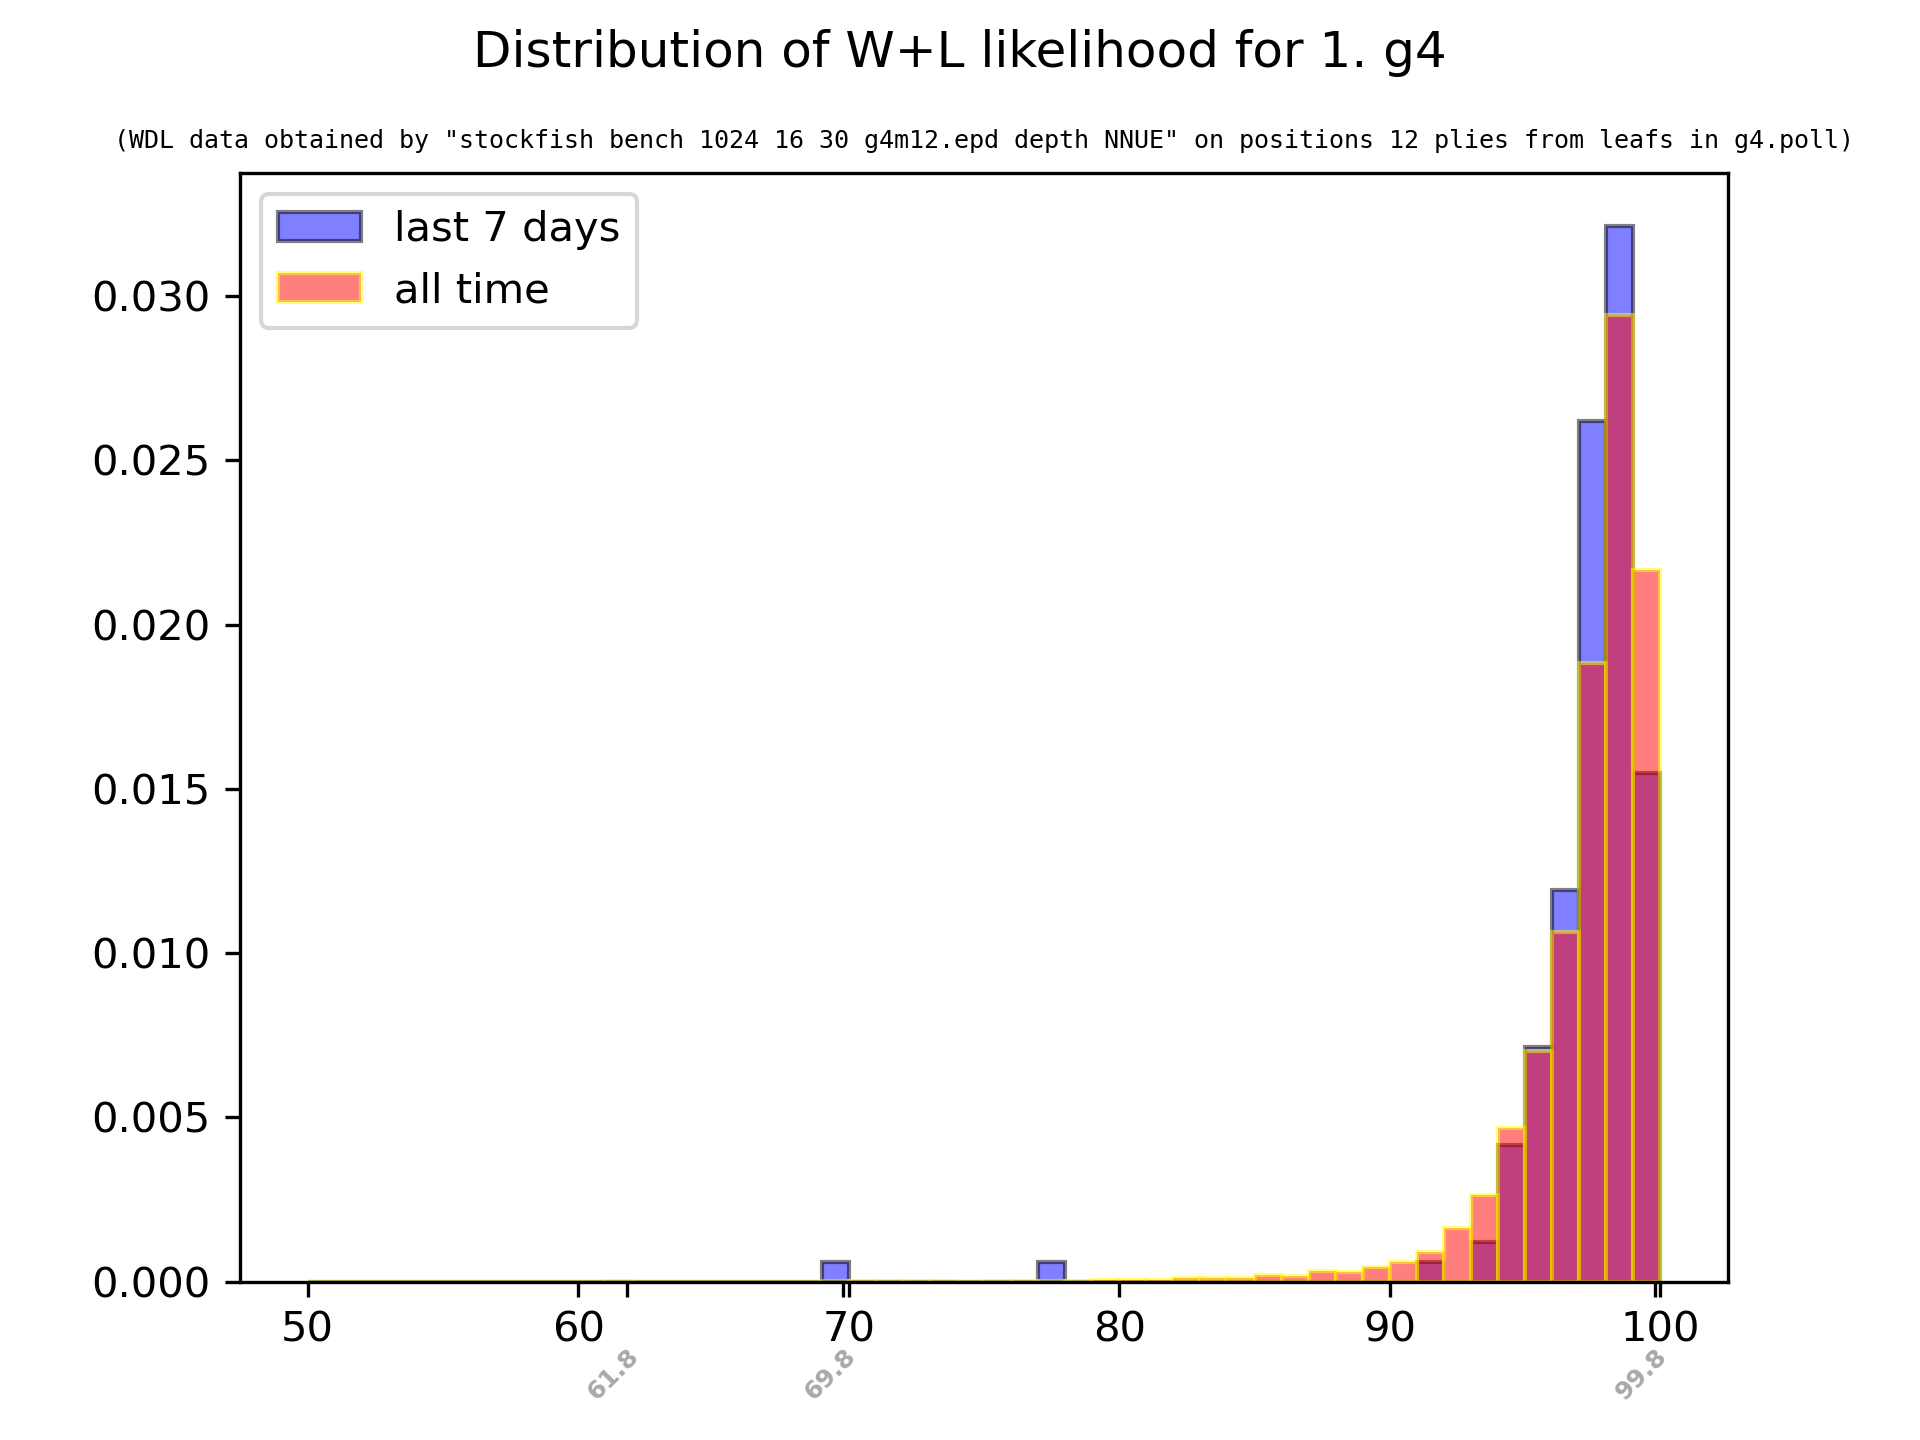 Distribution of W+L likelihood for 1. g4
(WDL data obtained by "stockfish bench 1024 16 30 g4m12.epd depth NNUE" on positions 12 plies from leafs in g4.poll)
last 7 days
all time
0.030
0.025
0.020
0.015
0.010
0.005
0.000
50 60 70 80 90 100
61.8 69.8 99.8